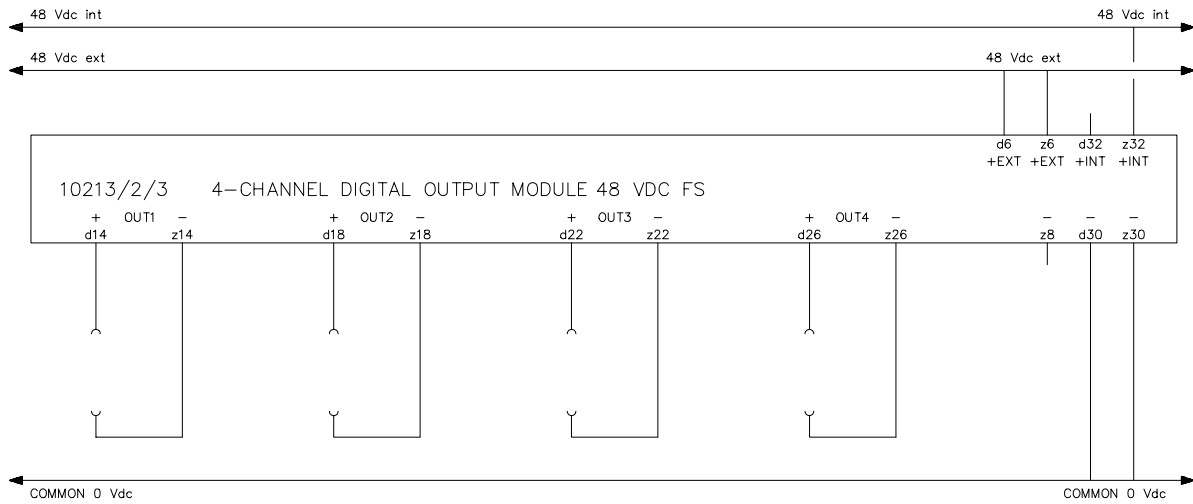 48 Vdc int 48 Vdc int
48 Vdc ext 48 Vdc ext
d6 z6 d32 z32
+EXT +EXT +INT +INT
10213/2/3 4-CHANNEL DIGITAL OUTPUT MODULE 48 VDC FS
+ OUT1 - + OUT2 - + OUT3 - + OUT4 - - - -
d14 z14 d18 z18 d22 z22 d26 z26 z8 d30 z30
COMMON 0 Vdc COMMON 0 Vdc